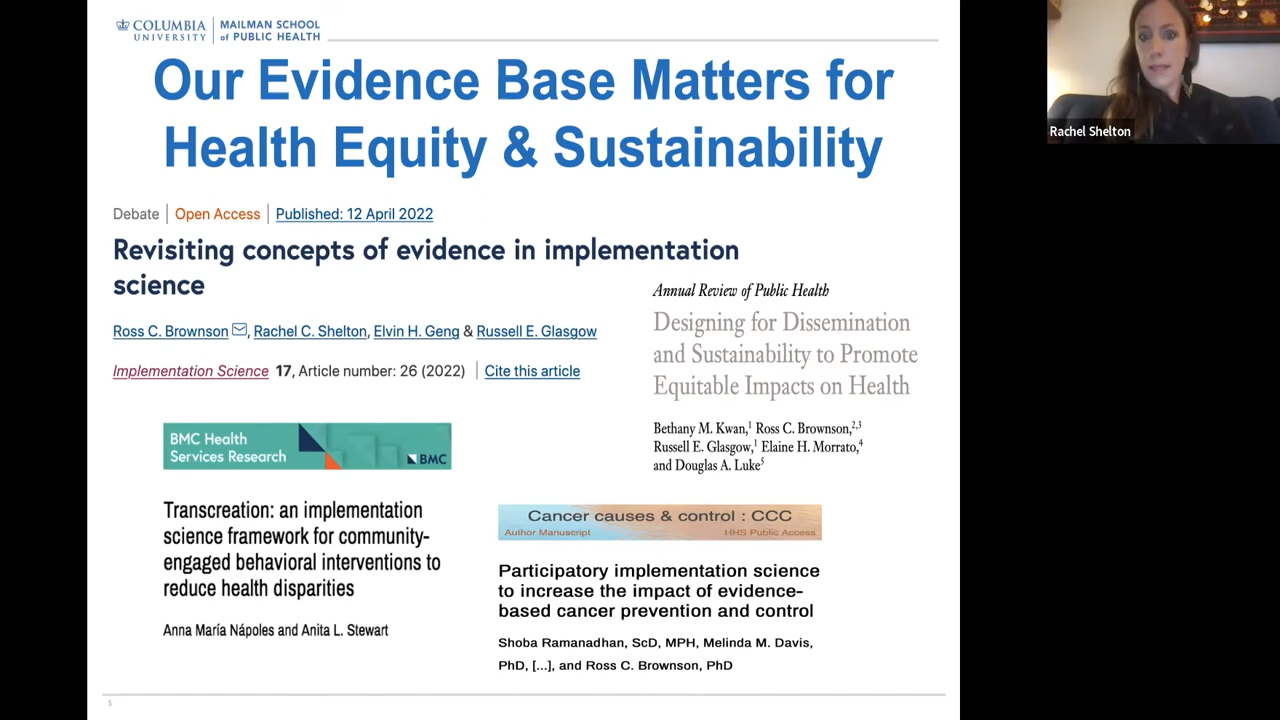 COLUMBIA UNIVERSITY
MAILMAN SCHOOL of PUBLIC HEALTH
Our Evidence Base Matters for
Health Equity & Sustainability
Debate | Open Access | Published: 12 April 2022
Revisiting concepts of evidence in implementation
science
Ross C. Brownson, Rachel C. Shelton, Elvin H. Geng & Russell E. Glasgow
Implementation Science 17, Article number: 26 (2022) | Cite this article
Annual Review of Public Health
Designing for Dissemination
and Sustainability to Promote
Equitable Impacts on Health
Bethany M. Kwan,1 Ross C. Brownson,2,3
Russell E. Glasgow,1 Elaine H. Morrato,4
and Douglas A. Luke5
BMC Health
Services Research
BMC
Transcreation: an implementation
science framework for community-
engaged behavioral interventions to
reduce health disparities
Anna María Nápoles and Anita L. Stewart
Cancer causes & control : CCC
Author Manuscript HHS Public Access
Participatory implementation science
to increase the impact of evidence-
based cancer prevention and control
Shoba Ramanadhan, ScD, MPH, Melinda M. Davis,
PhD, [...], and Ross C. Brownson, PhD
5
Rachel Shelton